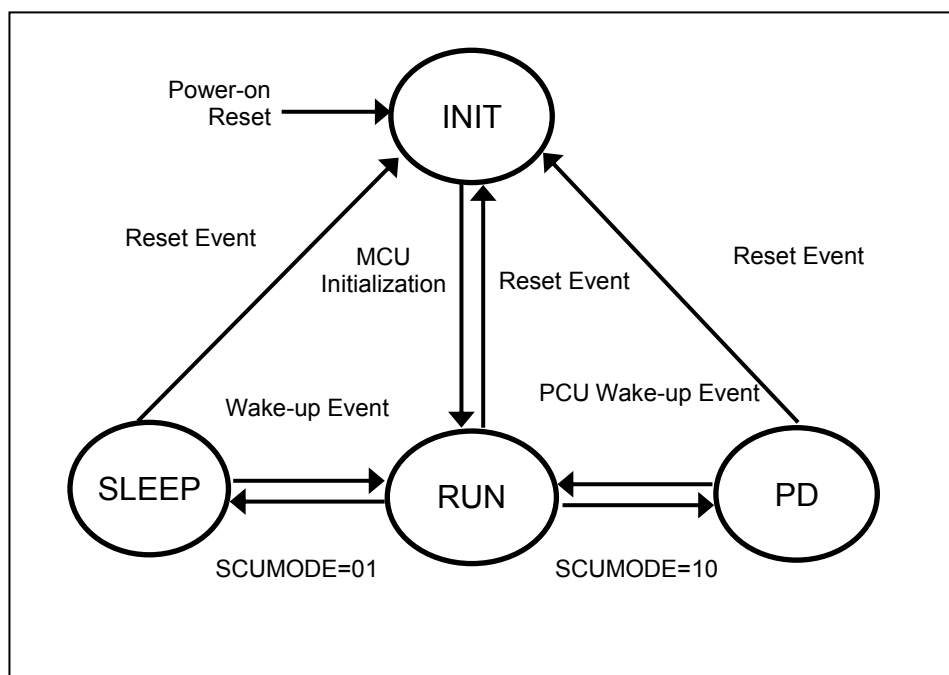 Power-on
Reset
INIT
Reset Event
MCU
Initialization
Reset Event
Reset Event
Wake-up Event
PCU Wake-up Event
SLEEP
RUN
PD
SCUMODE=01
SCUMODE=10